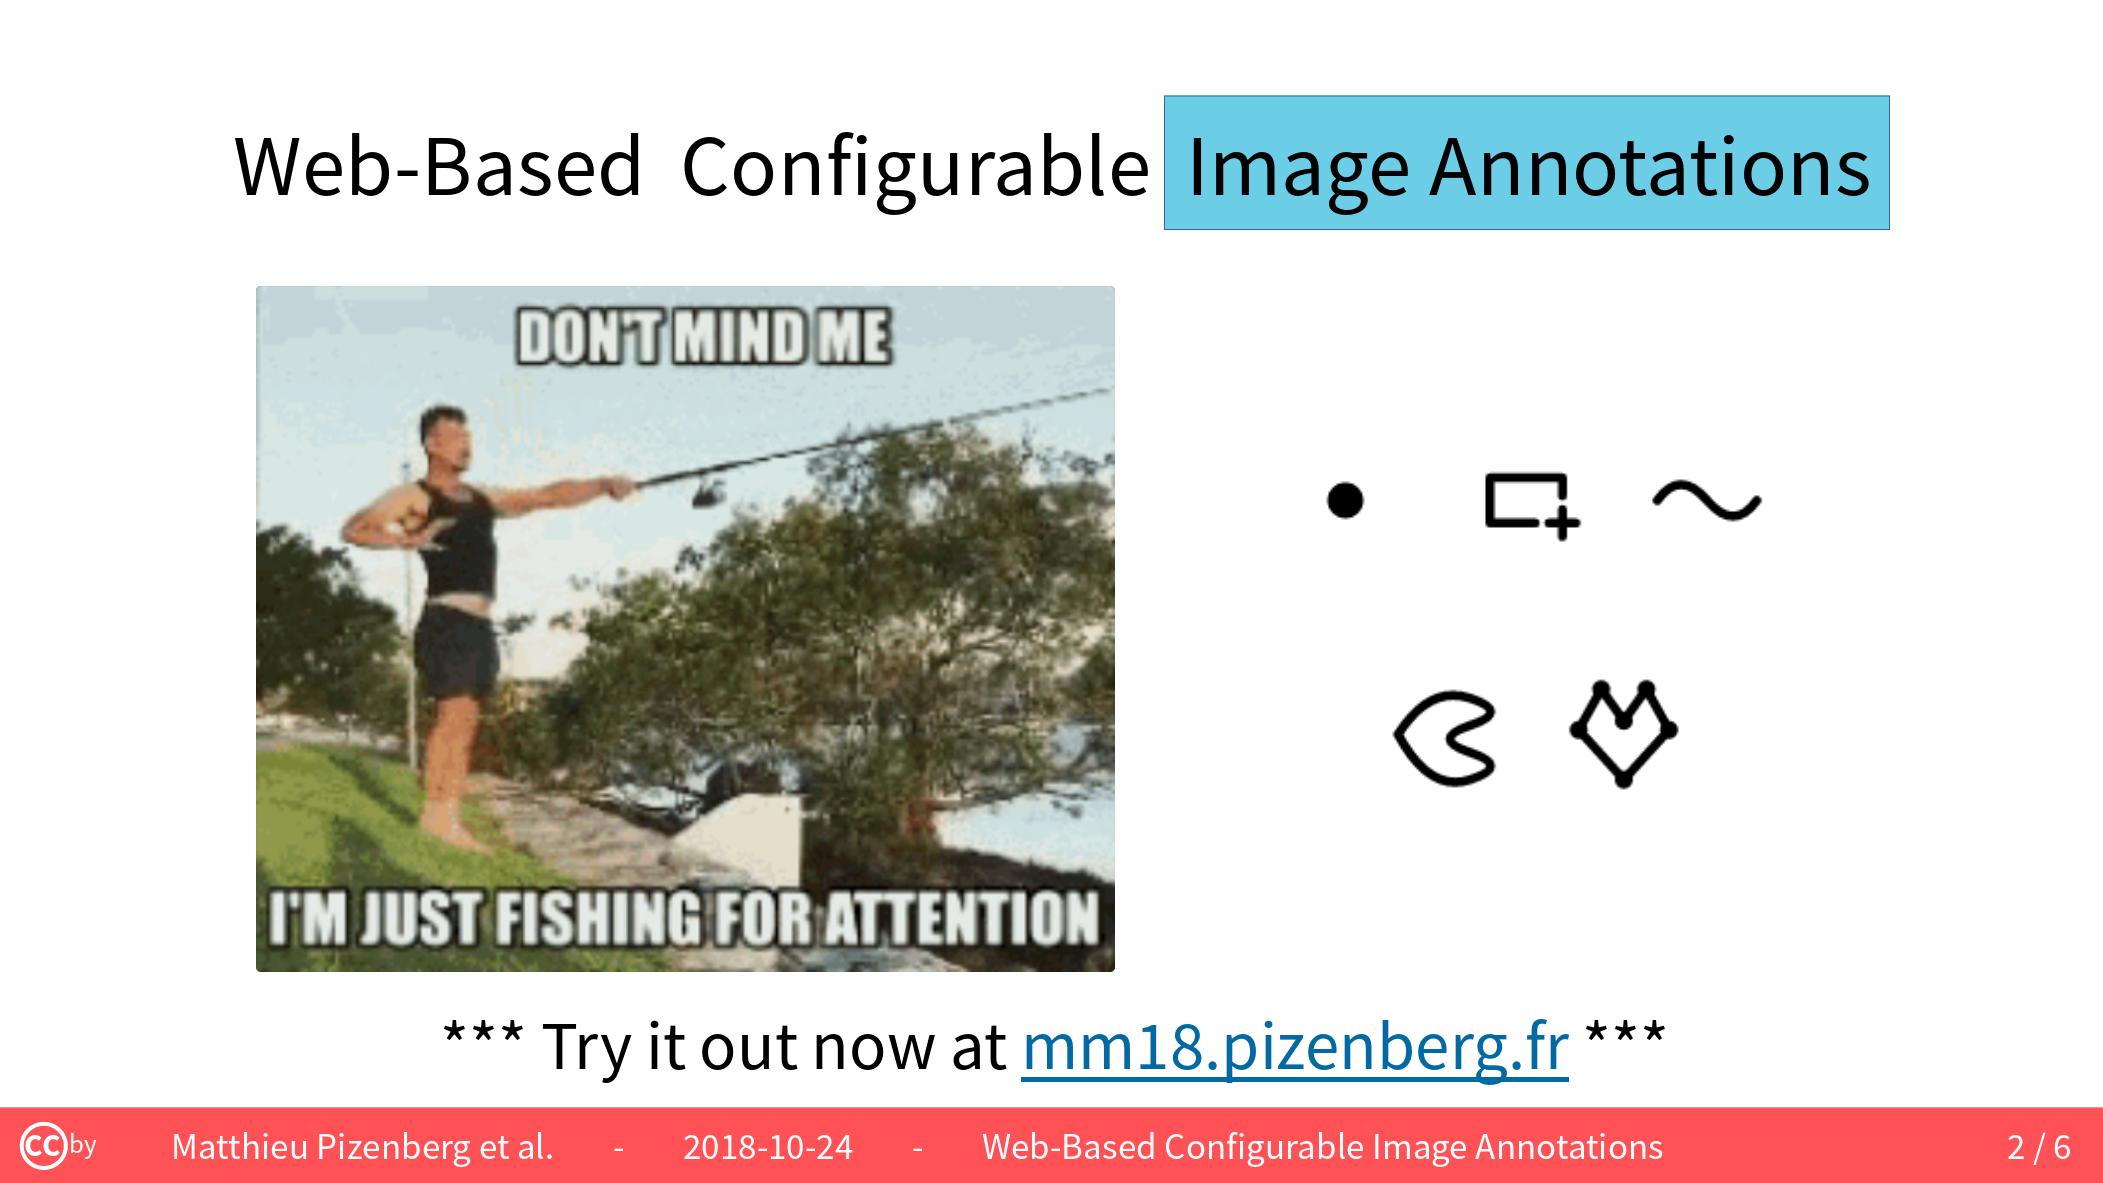 Web-Based Configurable Image Annotations
DON'T MIND ME
I'M JUST FISHING FOR ATTENTION
*** Try it out now at mm18.pizenberg.fr ***
cc by Matthieu Pizenberg et al. - 2018-10-24 - Web-Based Configurable Image Annotations 2 / 6